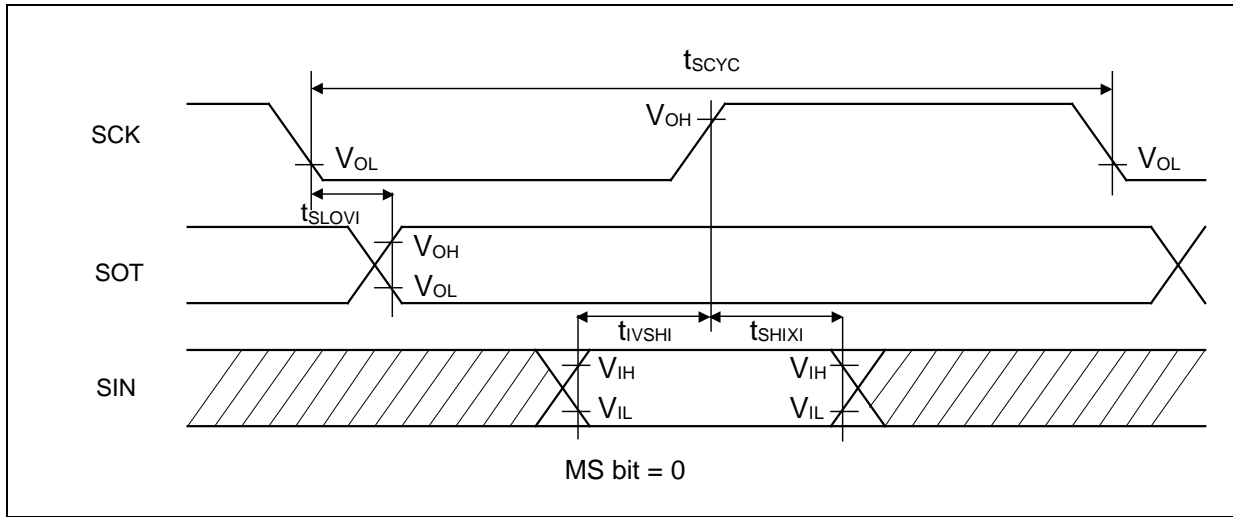 tSCYC
SCK
VOH
VOL
VOL
tSLOVI
SOT
VOH
VOL
tIVSHI
tSHIXI
SIN
VIH
VIH
VIL
VIL
MS bit = 0